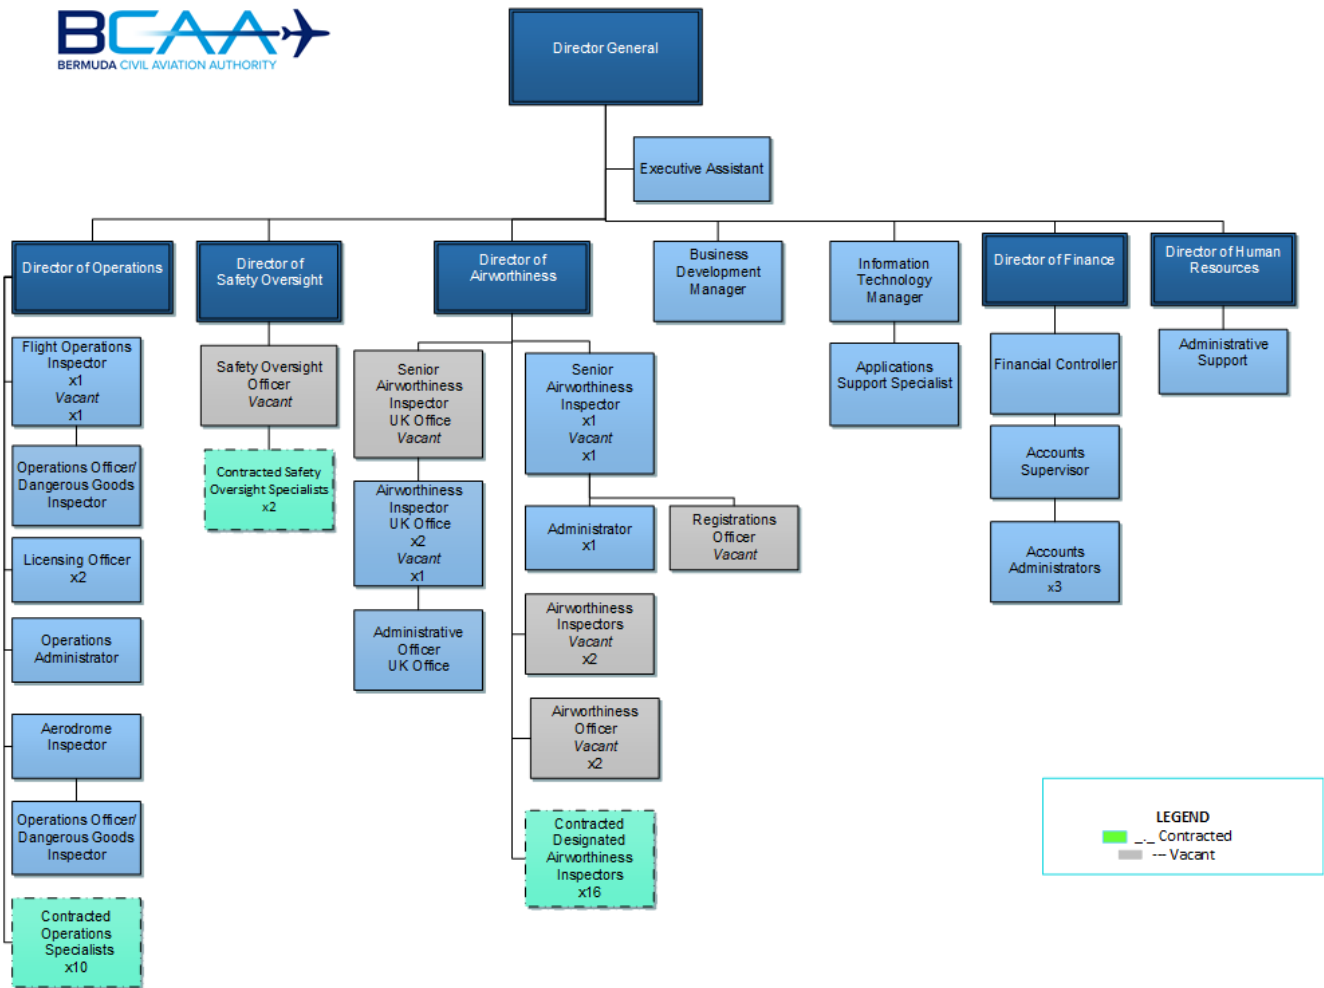 BCAA
BERMUDA CIVIL AVIATION AUTHORITY
Director General
Executive Assistant
Director of Operations
Flight Operations
Inspector
x1
Vacant
x1
Operations Officer/
Dangerous Goods
Inspector
Licensing Officer
x2
Operations
Administrator
Aerodrome
Inspector
Operations Officer/
Dangerous Goods
Inspector
Contracted
Operations
Specialists
x10
Director of
Safety Oversight
Safety Oversight
Officer
Vacant
Contracted Safety
Oversight Specialists
x2
Director of
Airworthiness
Senior
Airworthiness
Inspector
UK Office
Vacant
Airworthiness
Inspector
UK Office
x2
Vacant
x1
Administrative
Officer
UK Office
Senior
Airworthiness
Inspector
x1
Vacant
x1
Administrator
x1
Registrations
Officer
Vacant
Airworthiness
Inspectors
Vacant
x2
Airworthiness
Officer
Vacant
x2
Contracted
Designated
Airworthiness
Inspectors
x16
Business
Development
Manager
Information
Technology
Manager
Applications
Support Specialist
Director of Finance
Financial Controller
Accounts
Supervisor
Accounts
Administrators
x3
Director of Human
Resources
Administrative
Support
LEGEND
_._ Contracted
--- Vacant